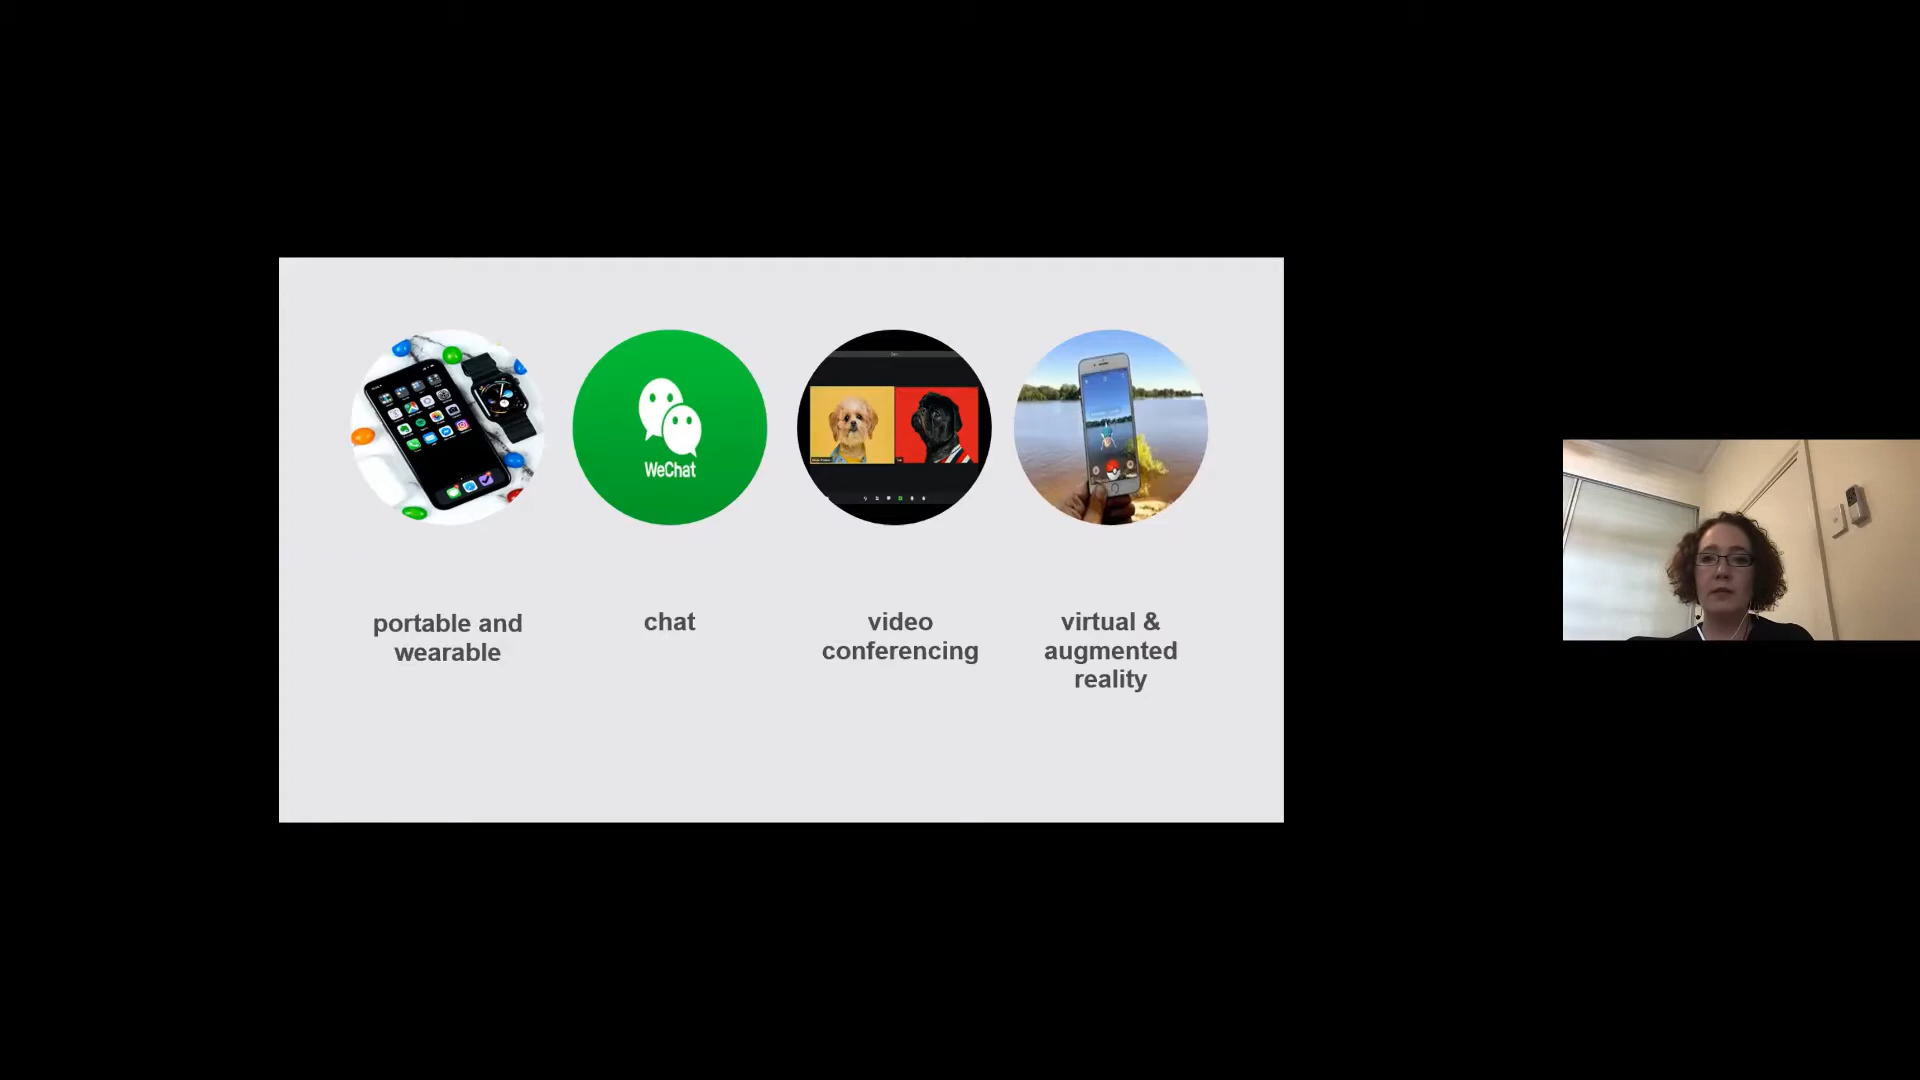 WeChat
portable and
wearable
chat
video
conferencing
virtual &
augmented
reality